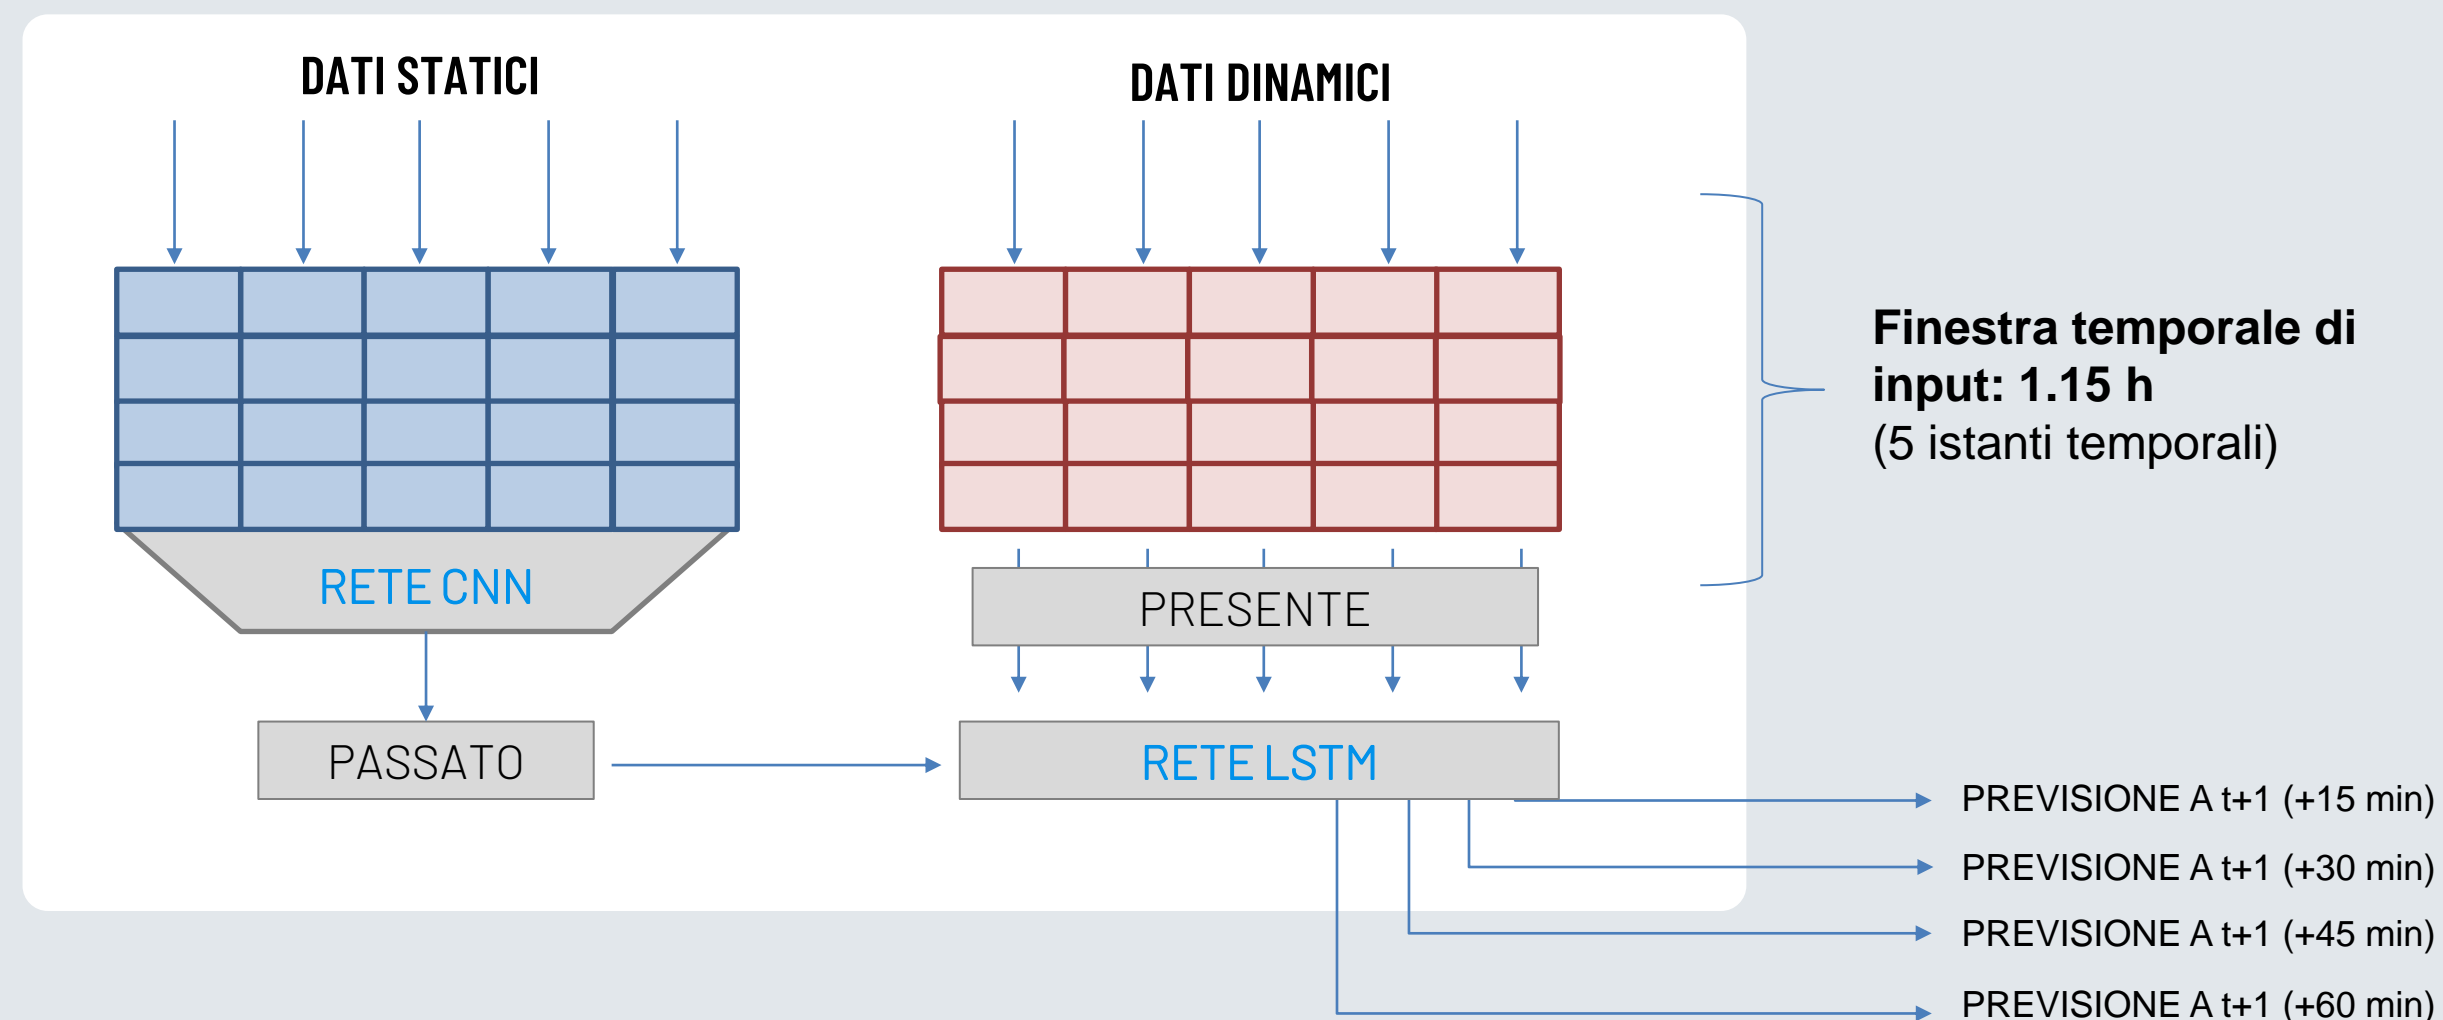 DATI STATICI
DATI DINAMICI
Finestra temporale di
input: 1.15 h
(5 istanti temporali)
RETE CNN
PRESENTE
PASSATO
RETE LSTM
PREVISIONE A t+1 (+15 min)
PREVISIONE A t+1 (+30 min)
PREVISIONE A t+1 (+45 min)
PREVISIONE A t+1 (+60 min)